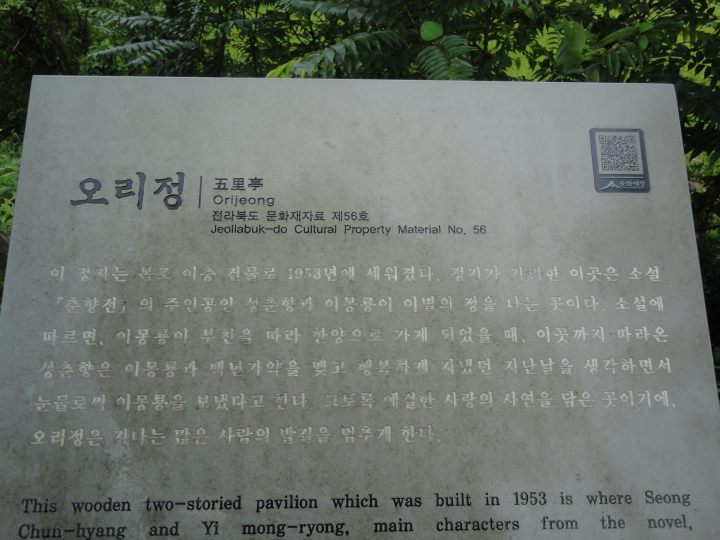 오리정
五里亭
Orijeong
전라북도 문화재자료 제56호
Jeollabuk-do Cultural Property Material No. 56
문화재청
이 정자는 목조 이층 건물로 1953년에 세워졌다. 정자가 자리한 이곳은 소설
『춘향전』의 주인공인 성춘향과 이몽룡이 이별의 정을 나눈 곳이다. 소설에
따르면, 이몽룡이 부친을 따라 한양으로 가게 되었을 때, 이곳까지 따라온
성춘향은 이몽룡과 백년가약을 맺고 행복하게 지냈던 지난날을 생각하면서
눈물로써 이몽룡을 보냈다고 한다. 그토록 애절한 사랑의 사연을 담은 곳이기에,
오리정은 지나는 많은 사람의 발길을 멈추게 한다.
This wooden two-storied pavilion which was built in 1953 is where Seong
Chun-hyang and Yi mong-ryong, main characters from the novel,